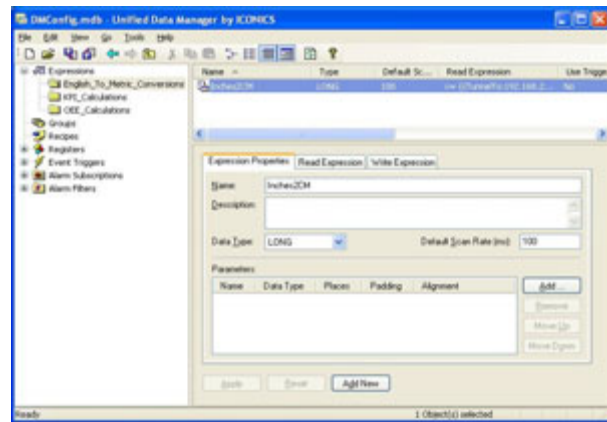 DMConfig.mdb - Unified Data Manager by ICONICS
File Edit View Go Tools Help
Expressions
English_To_Metric_Conversions
KPI_Calculations
OEE_Calculations
Groups
Recipes
Registers
Event Triggers
Alarm Subscriptions
Alarm Filters
Name Type Default Sc... Read Expression Use Trigge
Inches2CM LONG 100 No
Expression Properties Read Expression Write Expression
Name: Inches2CM
Description:
Data Type: LONG Default Scan Rate (ms): 100
Parameters
Name Data Type Places Padding Alignment
Add ...
Remove
Move Up
Move Down
Apply Reset Add New
Ready 1 Object(s) selected